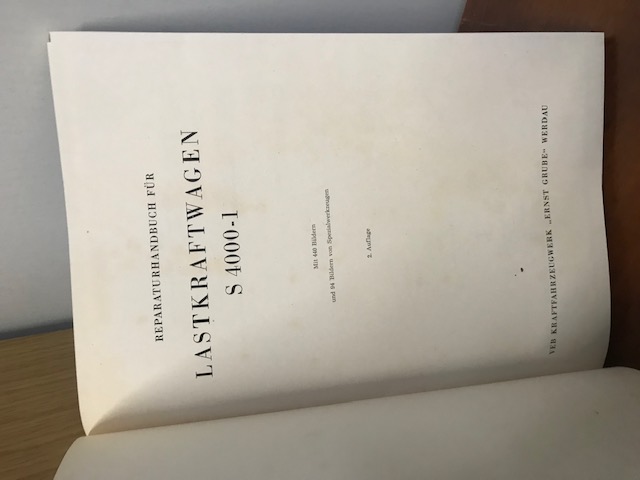 REPARATURHANDBUCH FÜR
LASTKRAFTWAGEN
S 4000-1
Mit 440 Bildern
und 94 Bildern von Spezialwerkzeugen
2. Auflage
VEB KRAFTFAHRZEUGWERK „ERNST GRUBE“ WERDAU